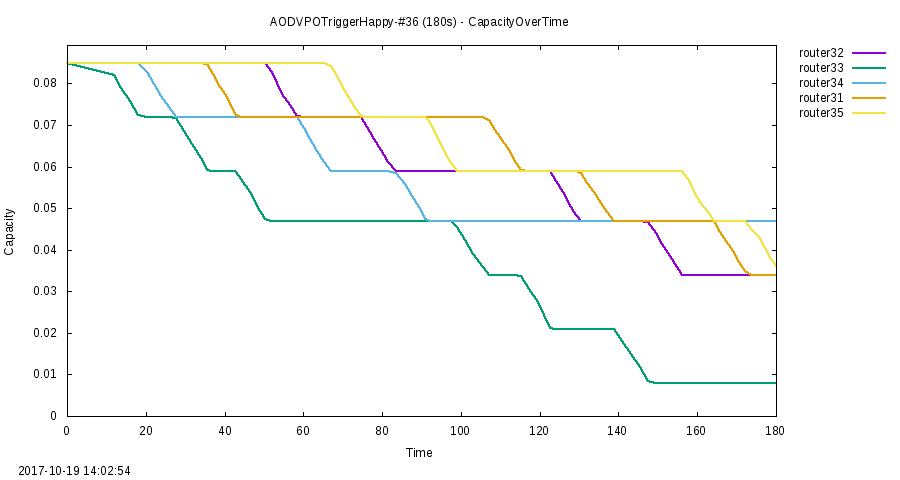 AODVPOTriggerHappy-#36 (180s) - CapacityOverTime
router32
router33
router34
router31
router35
0.08
0.07
0.06
0.05
0.04
0.03
0.02
0.01
0
Capacity
0 20 40 60 80 100 120 140 160 180
Time
2017-10-19 14:02:54